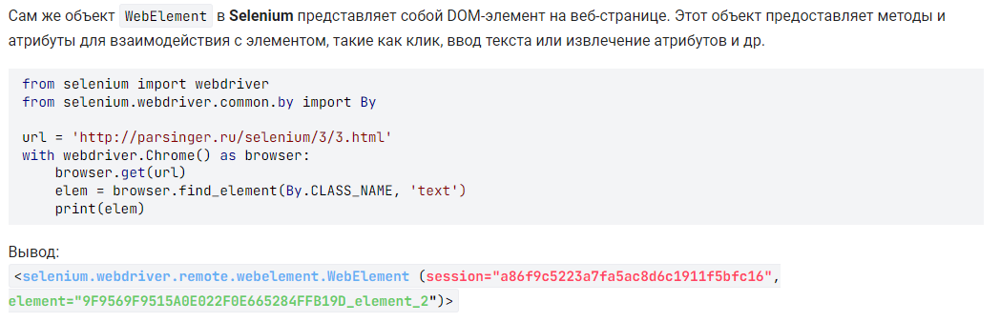 Сам же объект WebElement в Selenium представляет собой DOM-элемент на веб-странице. Этот объект предоставляет методы и
атрибуты для взаимодействия с элементом, такие как клик, ввод текста или извлечение атрибутов и др.
from selenium import webdriver
from selenium.webdriver.common.by import By
url = 'http://parsinger.ru/selenium/3/3.html'
with webdriver.Chrome() as browser:
    browser.get(url)
    elem = browser.find_element(By.CLASS_NAME, 'text')
    print(elem)
Вывод:
<selenium.webdriver.remote.webelement.WebElement (session="a86f9c5223a7fa5ac8d6c1911f5bfc16",
element="9F9569F9515A0E022F0E665284FFB19D_element_2")>